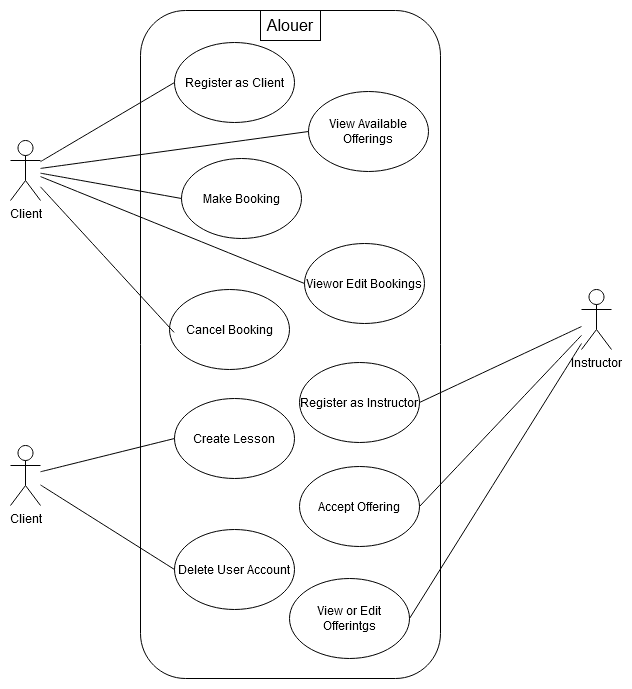 Alouer
Register as Client
View Available
Offerings
Client
Make Booking
Viewor Edit Bookings
Cancel Booking
Instructor
Register as Instructor
Create Lesson
Client
Accept Offering
Delete User Account
View or Edit
Offerintgs